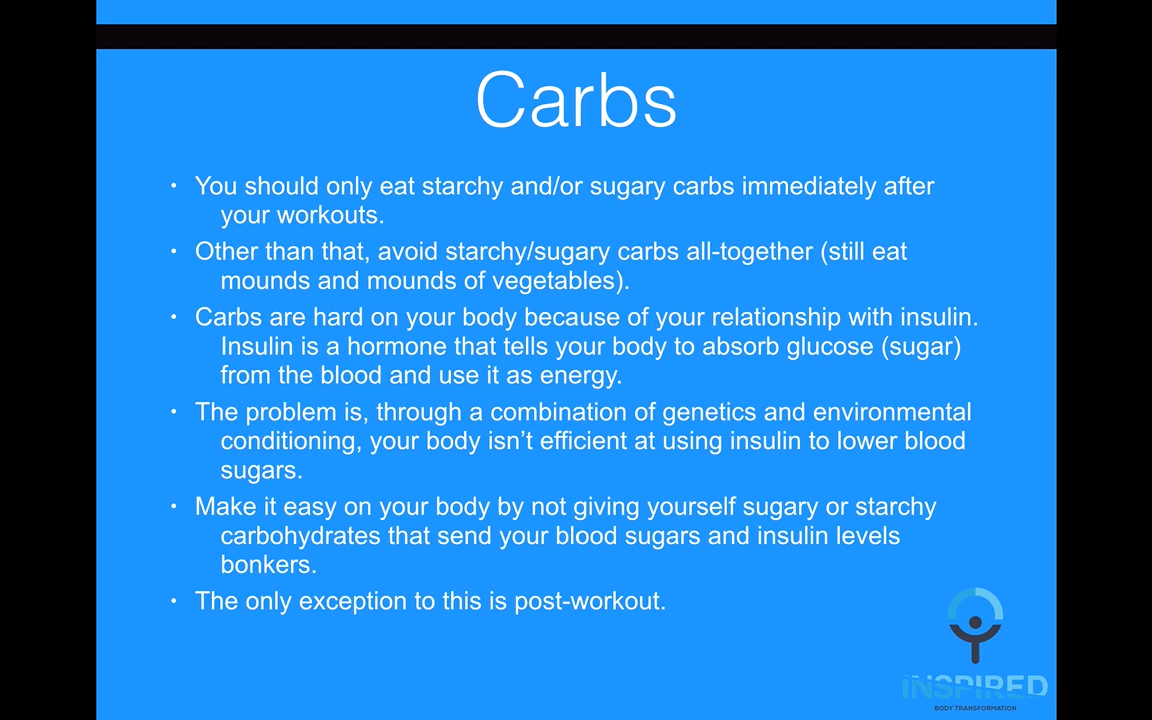 Carbs
• You should only eat starchy and/or sugary carbs immediately after
your workouts.
• Other than that, avoid starchy/sugary carbs all-together (still eat
mounds and mounds of vegetables).
• Carbs are hard on your body because of your relationship with insulin.
Insulin is a hormone that tells your body to absorb glucose (sugar)
from the blood and use it as energy.
• The problem is, through a combination of genetics and environmental
conditioning, your body isn’t efficient at using insulin to lower blood
sugars.
• Make it easy on your body by not giving yourself sugary or starchy
carbohydrates that send your blood sugars and insulin levels
bonkers.
• The only exception to this is post-workout.
INSPIRED
BODY TRANSFORMATION